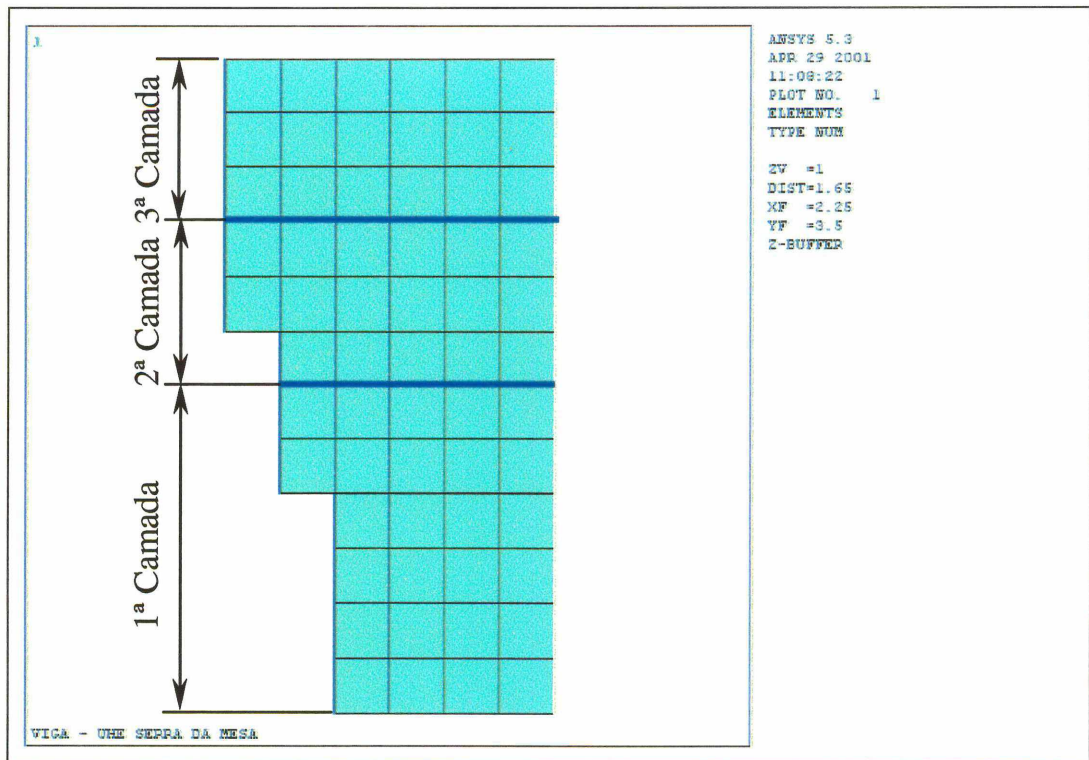 1
ANSYS 5.3
APR 29 2001
11:08:22
PLOT NO. 1
ELEMENTS
TYPE NUM
ZV =1
DIST=1.65
XF =2.25
YF =3.5
Z-BUFFER
3ª Camada
2ª Camada
1ª Camada
VIGA - UHE SERRA DA MESA